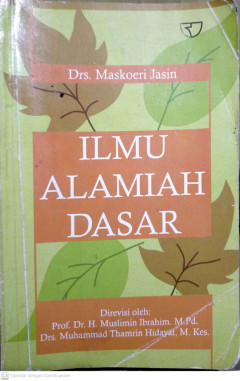 Drs. Maskoeri Jasin
ILMU
ALAMIAH
DASAR
Direvisi oleh:
Prof. Dr. H. Muslimin Ibrahim. M.Pd.
Drs. Muhammad Thamrin Hidayat, M. Kes.